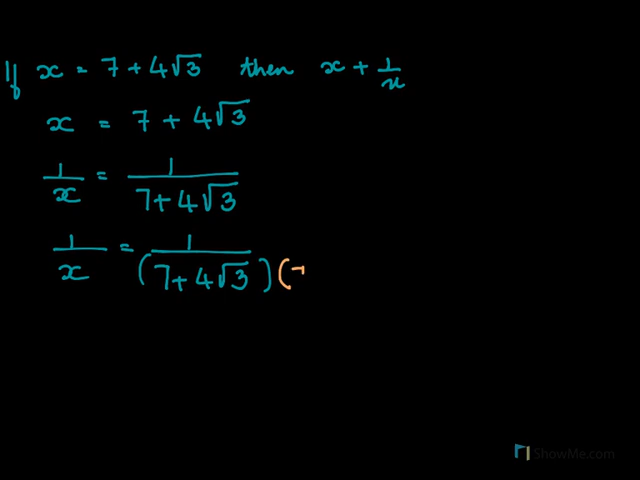 If x = 7 + 4√3 then x + 1/x
x = 7 + 4√3
1/x = 1/(7 + 4√3)
1/x = 1/(7 + 4√3) (
ShowMe.com